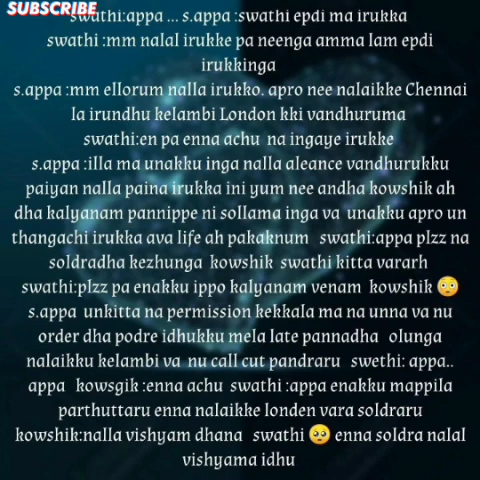 SUBSCRIBE
swathi:appa ... s.appa :swathi epdi ma irukka
swathi :mm nalal irukke pa neenga amma lam epdi
irukkinga
s.appa :mm ellorum nalla irukko. apro nee nalaikke Chennai
la irundhu kelambi London kki vandhuruma
swathi:en pa enna achu na ingaye irukke
s.appa :illa ma unakku inga nalla aleance vandhurukku
paiyan nalla paina irukka ini yum nee andha kowshik ah
dha kalyanam pannippe ni sollama inga va unakku apro un
thangachi irukka ava life ah pakaknum swathi:appa plzz na
soldradha kezhunga kowshik swathi kitta vararh
swathi:plzz pa enakku ippo kalyanam venam kowshik 😳
s.appa unkitta na permission kekkala ma na unna va nu
order dha podre idhukku mela late pannadha olunga
nalaikku kelambi va nu call cut pandraru swethi: appa..
appa kowsgik :enna achu swathi :appa enakku mappila
parthuttaru enna nalaikke londen vara soldraru
kowshik:nalla vishyam dhana swathi 🥺 enna soldra nalal
vishyama idhu